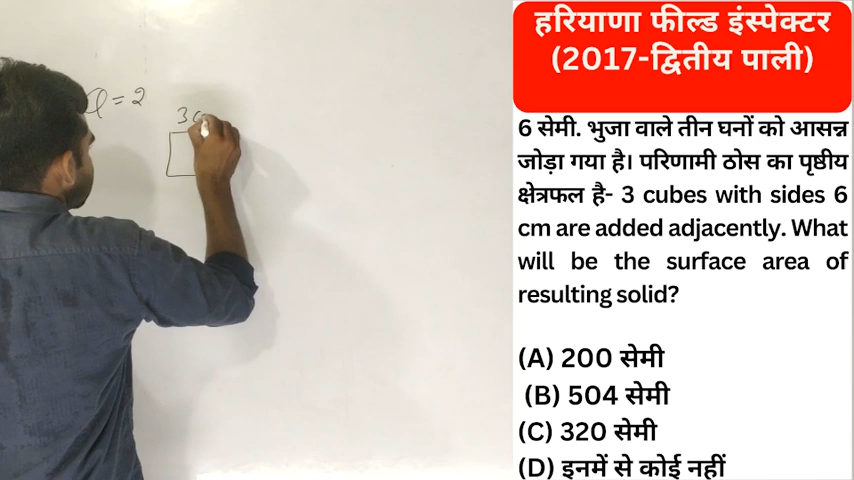 हरियाणा फील्ड इंस्पेक्टर
(2017-द्वितीय पाली)
6 सेमी. भुजा वाले तीन घनों को आसन्न
जोड़ा गया है। परिणामी ठोस का पृष्ठीय
क्षेत्रफल है- 3 cubes with sides 6
cm are added adjacently. What
will be the surface area of
resulting solid?
(A) 200 सेमी
(B) 504 सेमी
(C) 320 सेमी
(D) इनमें से कोई नहीं
= 2
3